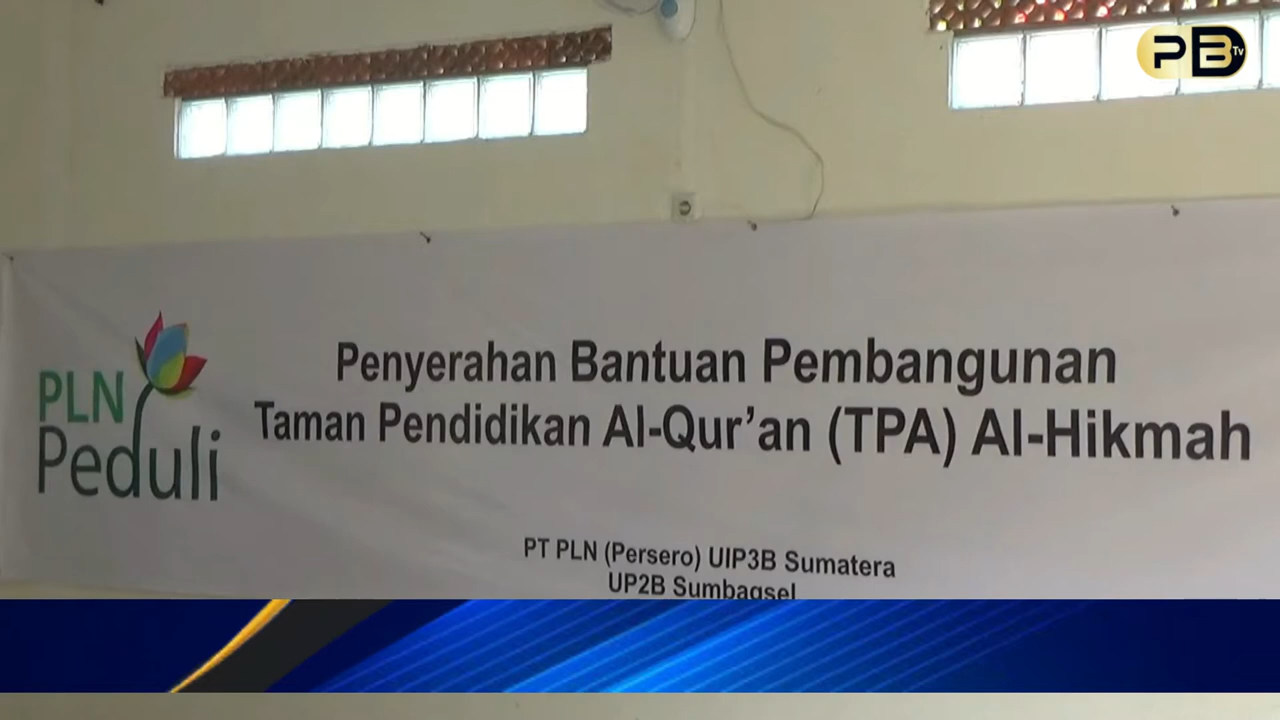 PB Tv
PLN
Peduli
Penyerahan Bantuan Pembangunan
Taman Pendidikan Al-Qur'an (TPA) Al-Hikmah
PT PLN (Persero) UIP3B Sumatera
UP2B Sumbagsel